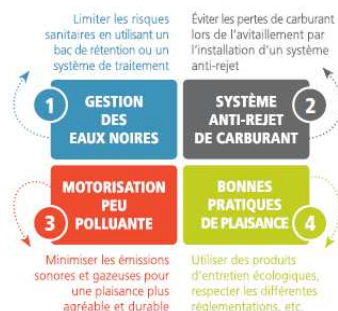 Limiter les risques
sanitaires en utilisant un
bac de rétention ou un
système de traitement
Éviter les pertes de carburant
lors de l'avitaillement par
l'installation d'un système
anti-rejet
1
GESTION
DES
EAUX NOIRES
SYSTÈME
ANTI-REJET
DE CARBURANT
2
MOTORISATION
PEU
POLLUANTE
3
BONNES
PRATIQUES
DE PLAISANCE
4
Minimiser les émissions
sonores et gazeuses pour
une plaisance plus
agréable et durable
Utiliser des produits
d'entretien écologiques,
respecter les différentes
réglementations, etc.